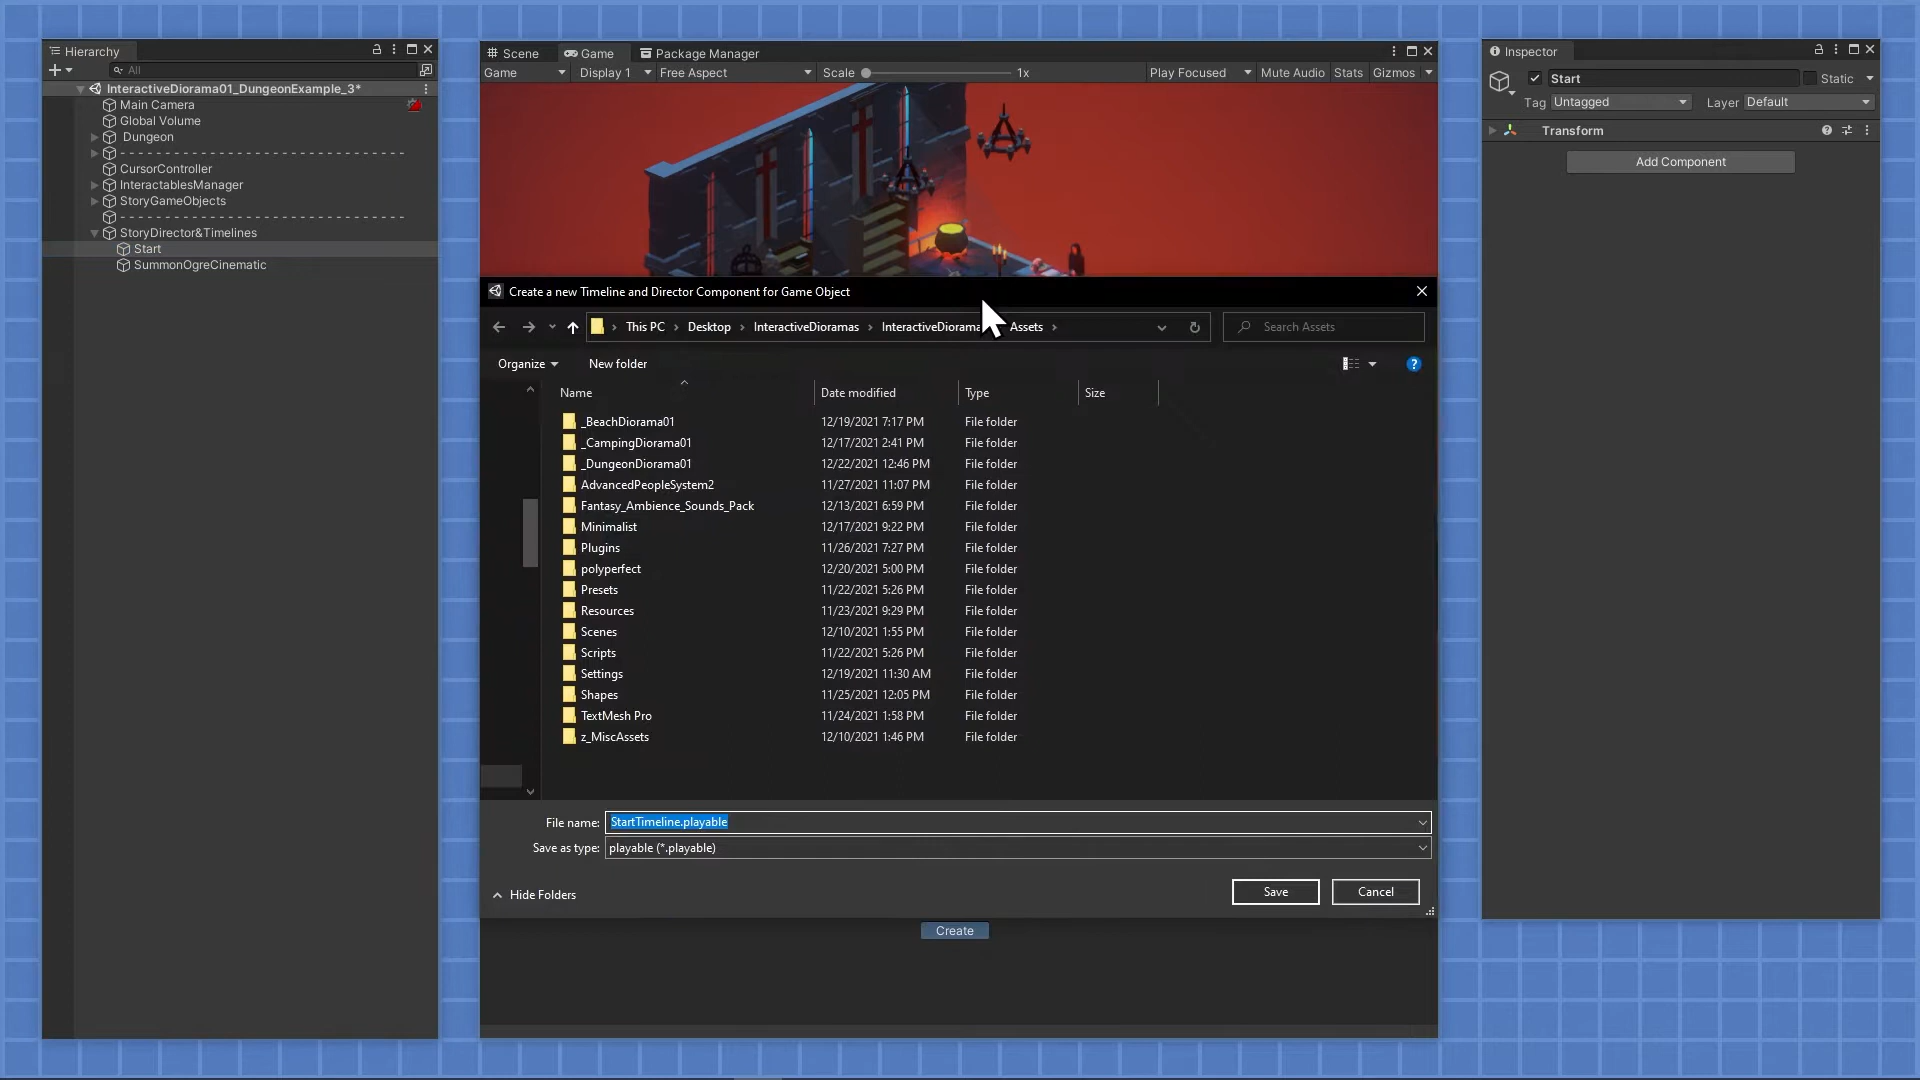 Hierarchy
All
InteractiveDiorama01_DungeonExample_3*
Main Camera
Global Volume
Dungeon
- - - - - - - - - - - - - - - - - - - - - - - - - - - - - - - -
CursorController
InteractablesManager
StoryGameObjects
- - - - - - - - - - - - - - - - - - - - - - - - - - - - - - - -
StoryDirector&Timelines
Start
SummonOgreCinematic
Scene Game Package Manager
Game Display 1 Free Aspect Scale 1x Play Focused Mute Audio Stats Gizmos
Create a new Timeline and Director Component for Game Object
This PC Desktop InteractiveDioramas InteractiveDiorama Assets Search Assets
Organize New folder
Name Date modified Type Size
_BeachDiorama01 12/19/2021 7:17 PM File folder
_CampingDiorama01 12/17/2021 2:41 PM File folder
_DungeonDiorama01 12/22/2021 12:46 PM File folder
AdvancedPeopleSystem2 11/27/2021 11:07 PM File folder
Fantasy_Ambience_Sounds_Pack 12/13/2021 6:59 PM File folder
Minimalist 12/17/2021 9:22 PM File folder
Plugins 11/26/2021 7:27 PM File folder
polyperfect 12/20/2021 5:00 PM File folder
Presets 11/22/2021 5:26 PM File folder
Resources 11/23/2021 9:29 PM File folder
Scenes 12/10/2021 1:55 PM File folder
Scripts 11/22/2021 5:26 PM File folder
Settings 12/19/2021 11:30 AM File folder
Shapes 11/25/2021 12:05 PM File folder
TextMesh Pro 11/24/2021 1:58 PM File folder
z_MiscAssets 12/10/2021 1:46 PM File folder
File name: StartTimeline.playable
Save as type: playable (*.playable)
Hide Folders Save Cancel
Create
Inspector
Start Static
Tag Untagged Layer Default
Transform
Add Component